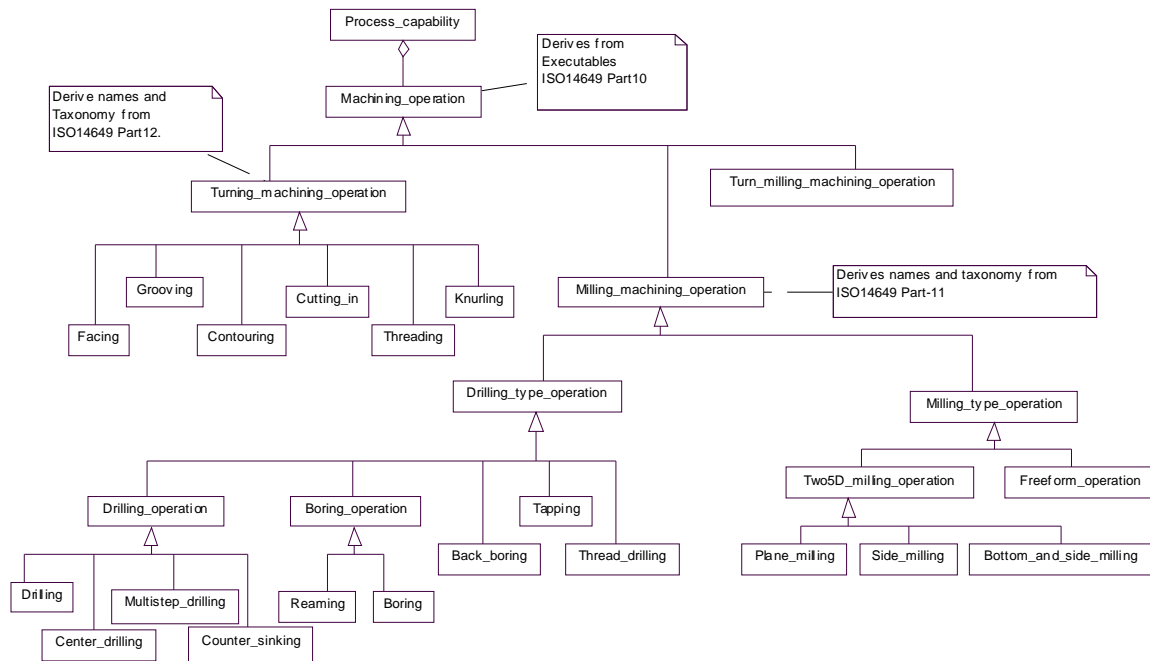 Process_capability
Derives from
Executables
ISO14649 Part10
Derive names and
Taxonomy from
ISO14649 Part12.
Machining_operation
Turning_machining_operation
Turn_milling_machining_operation
Grooving
Cutting_in
Knurling
Facing
Contouring
Threading
Milling_machining_operation
Derives names and taxonomy from
ISO14649 Part-11
Drilling_type_operation
Milling_type_operation
Two5D_milling_operation
Freeform_operation
Drilling_operation
Boring_operation
Tapping
Back_boring
Thread_drilling
Plane_milling
Side_milling
Bottom_and_side_milling
Drilling
Multistep_drilling
Reaming
Boring
Center_drilling
Counter_sinking